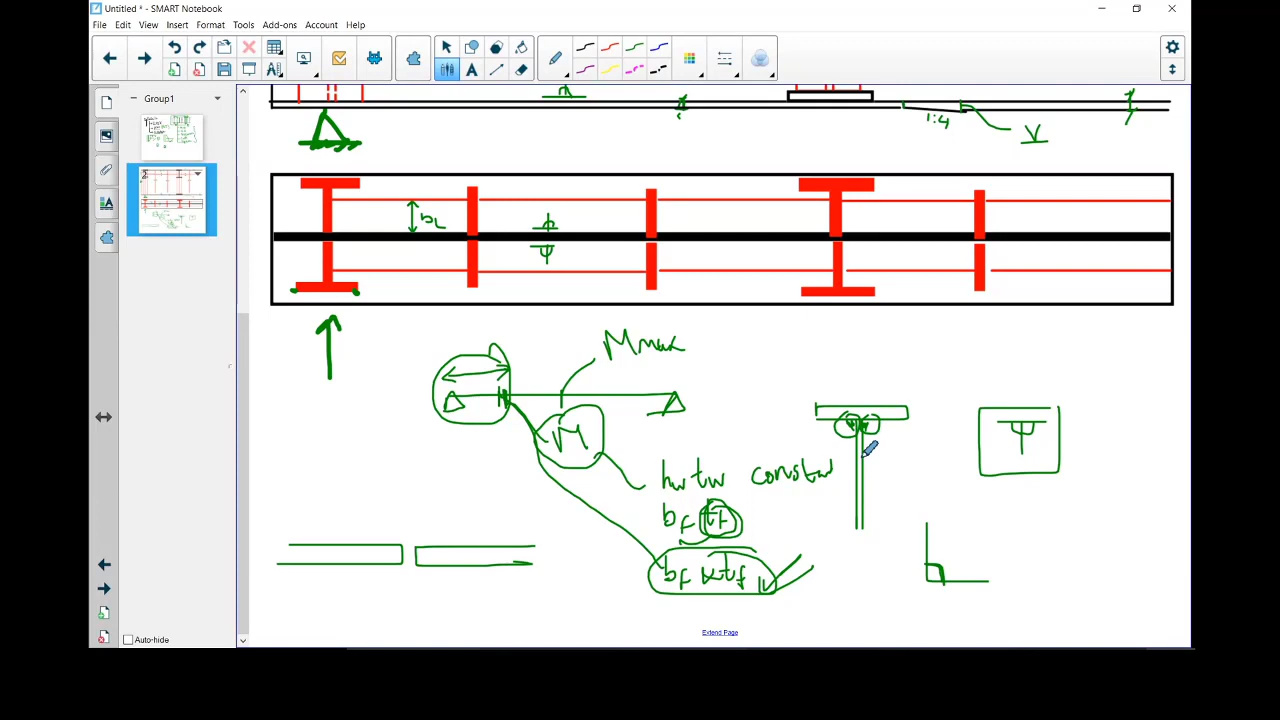 Untitled * - SMART Notebook
File Edit View Insert Format Tools Add-ons Account Help
Group1
1:4
V
bL
Mmax
M
hw tw constant
bF tF
bF tf
Extend Page
Auto-hide